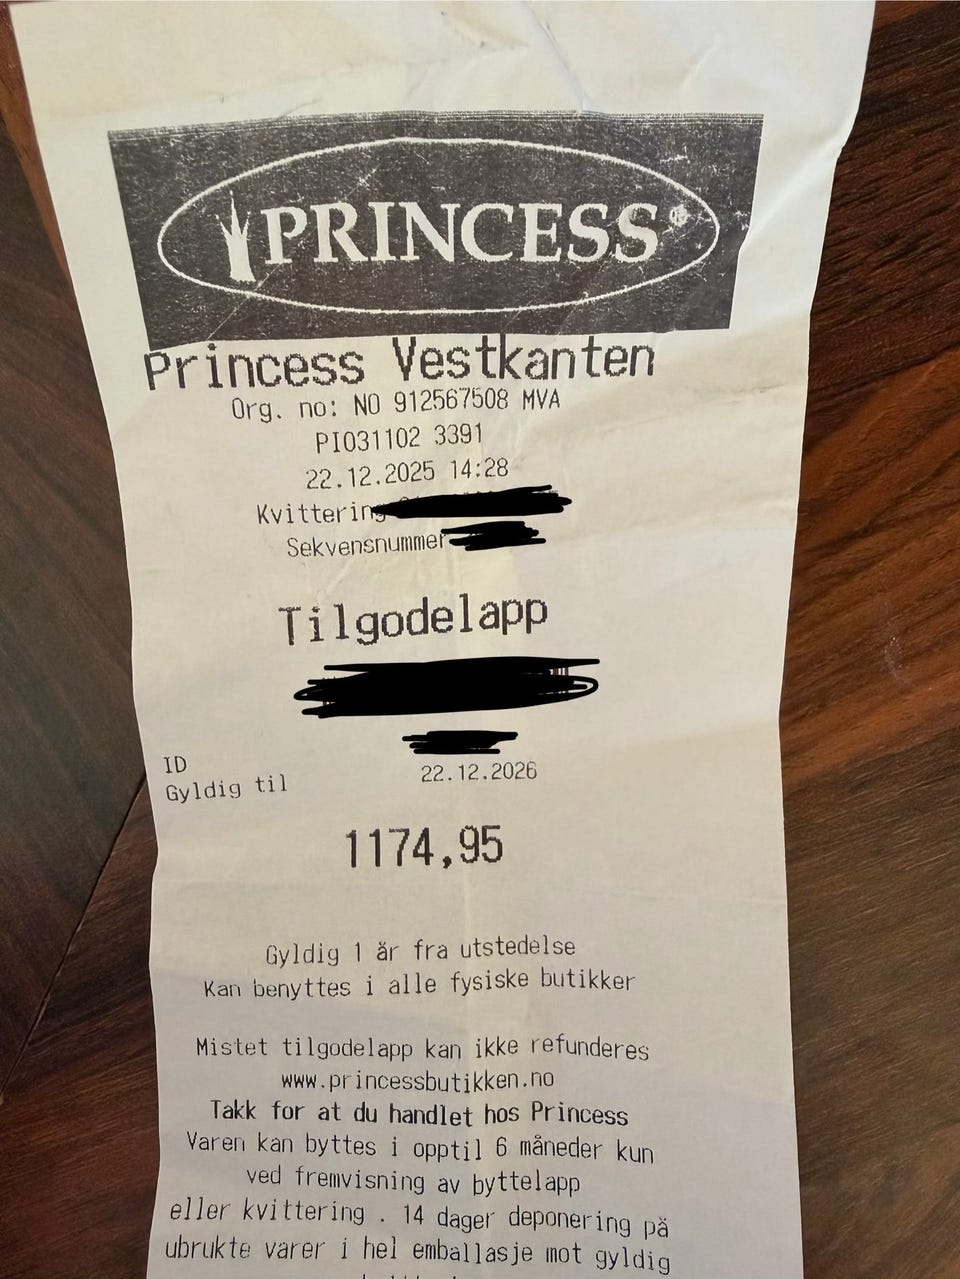 PRINCESS®
Princess Vestkanten
Org. no: NO 912567508 MVA
PI031102 3391
22.12.2025 14:28
Kvittering
Sekvensnummer
Tilgodelapp
ID
Gyldig til 22.12.2026
1174,95
Gyldig 1 är fra utstedelse
Kan benyttes i alle fysiske butikker
Mistet tilgodelapp kan ikke refunderes
www.princessbutikken.no
Takk for at du handlet hos Princess
Varen kan byttes i opptil 6 måneder kun
ved fremvisning av byttelapp
eller kvittering . 14 dager deponering på
ubrukte varer i hel emballasje mot gyldig